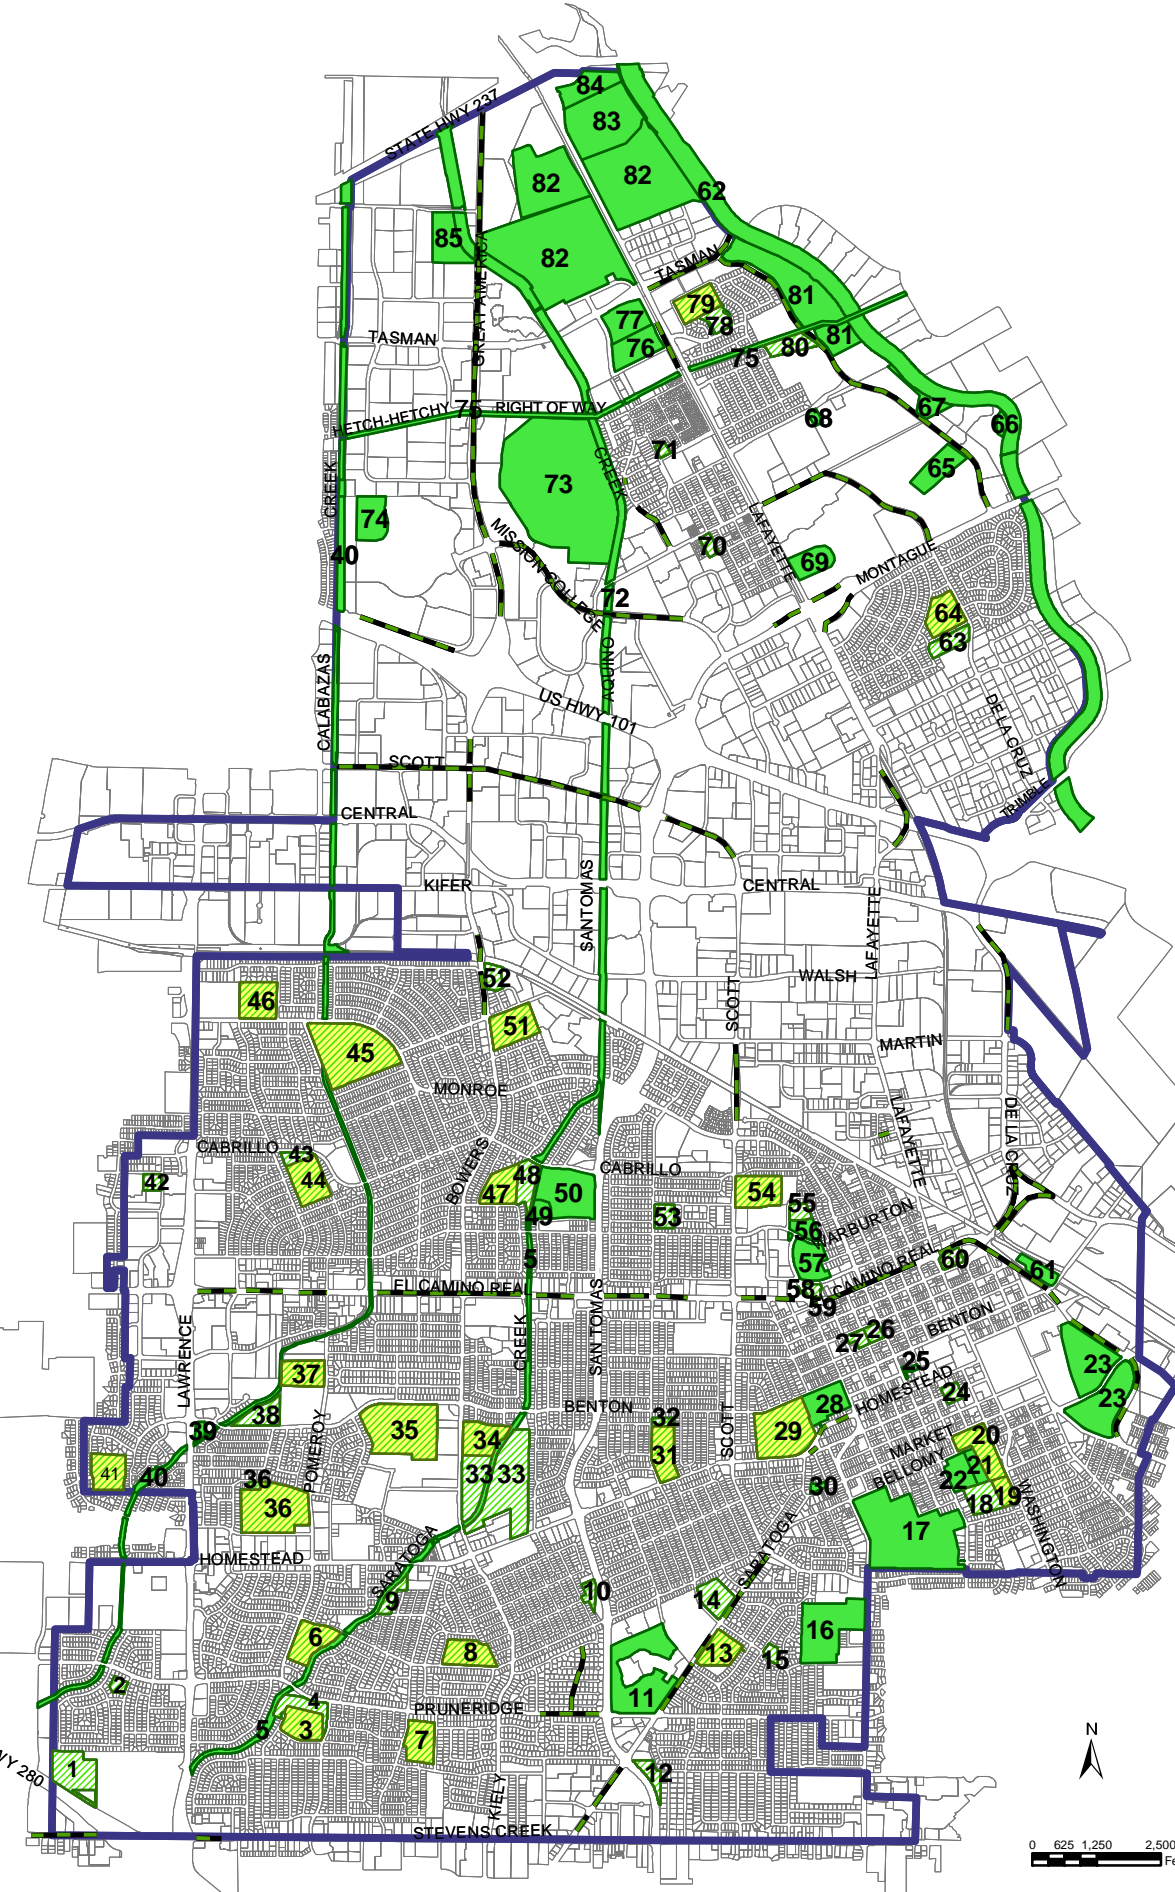 84
STATE HWY 237
83
82
82
62
85
82
TASMAN
GREAT AMERICA
81
79
77
78
TASMAN
76
75
80
81
HETCH-HETCHY
75
RIGHT OF WAY
68
67
66
71
CREEK
65
CREEK
73
74
LAFAYETTE
MISSION COLLEGE
70
40
69
MONTAGUE
72
64
63
CALABAZAS
AQUINO
US HWY 101
DE LA CRUZ
SCOTT
TRIMBLE
CENTRAL
KIFER
CENTRAL
SAN TOMAS
LAFAYETTE
52
WALSH
46
SCOTT
51
45
MARTIN
MONROE
LAFAYETTE
DE LA CRUZ
CABRILLO
43
44
42
BOWERS
CABRILLO
47
48
50
54
49
53
55
56
WARBURTON
5
57
60
61
EL CAMINO REAL
58
CAMINO REAL
59
SAN TOMAS
CREEK
LAWRENCE
27
26
BENTON
23
37
25
24
23
HOMESTEAD
38
39
35
BENTON
32
28
POMEROY
34
SCOTT
29
MARKET
20
41
40
36
33
33
31
BELLOMY
21
36
30
22
18
19
WASHINGTON
17
HOMESTEAD
SARATOGA
SARATOGA
9
10
14
6
8
13
15
16
2
4
11
5
3
PRUNERIDGE
7
N
1
12
WY 280
KIELY
STEVENS CREEK
0 625 1,250 2,500
Fe